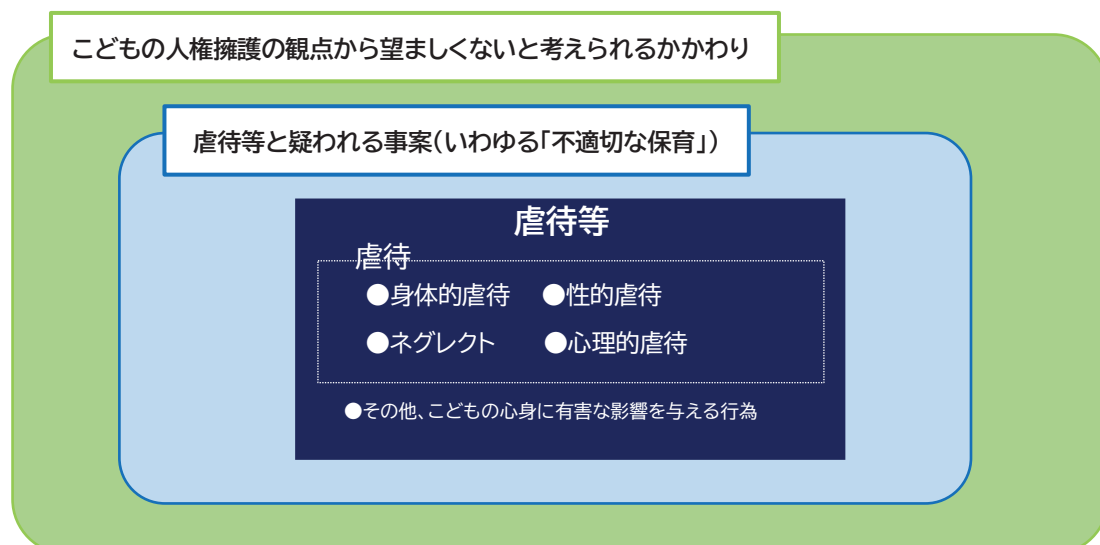 こどもの人権擁護の観点から望ましくないと考えられるかかわり
虐待等と疑われる事案(いわゆる「不適切な保育」)
虐待等
虐待
●身体的虐待 ●性的虐待
●ネグレクト ●心理的虐待
●その他、こどもの心身に有害な影響を与える行為